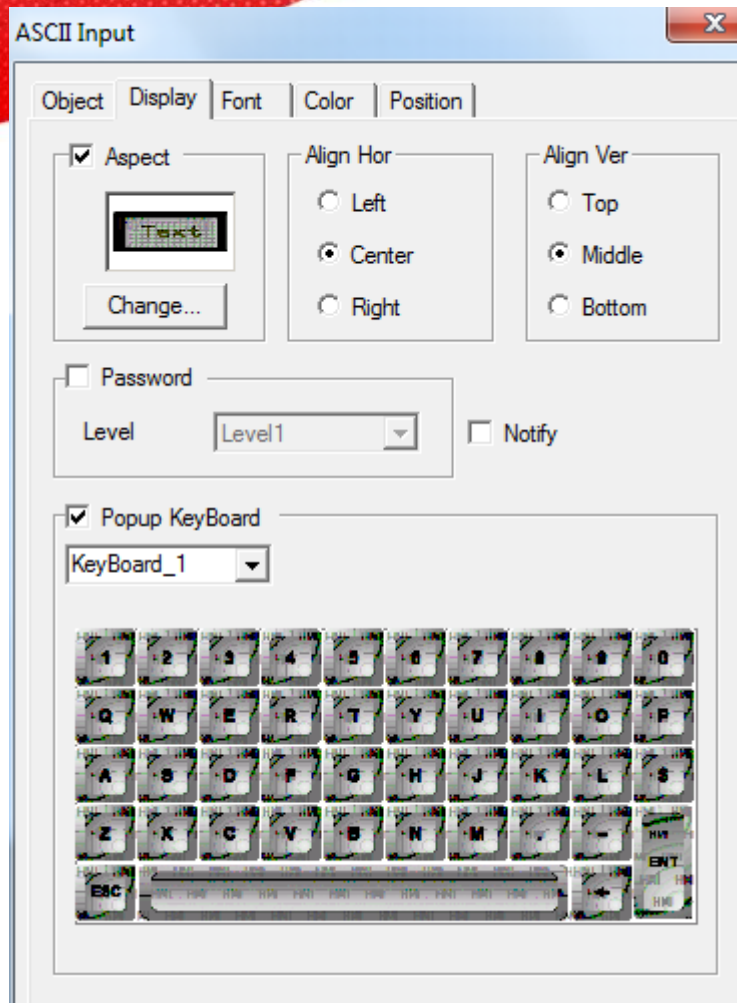 ASCII Input
Object Display Font Color Position
Aspect Align Hor Align Ver
Text
Left Top
Center Middle
Change...
Right Bottom
Password
Level Level1 Notify
Popup KeyBoard
KeyBoard_1
1 2 3 4 5 6 7 8 9 0
Q W E R T Y U I O P
A S D F G H J K L $
Z X C V B N M . - ENT
ESC